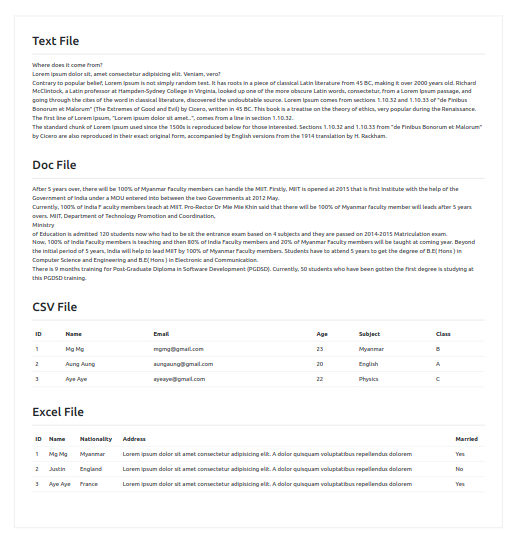 Text File
Where does it come from?
Lorem ipsum dolor sit, amet consectetur adipisicing elit. Veniam, vero?
Contrary to popular belief, Lorem Ipsum is not simply random text. It has roots in a piece of classical Latin literature from 45 BC, making it over 2000 years old. Richard
McClintock, a Latin professor at Hampden-Sydney College in Virginia, looked up one of the more obscure Latin words, consectetur, from a Lorem Ipsum passage, and
going through the cites of the word in classical literature, discovered the undoubtable source. Lorem Ipsum comes from sections 1.10.32 and 1.10.33 of "de Finibus
Bonorum et Malorum" (The Extremes of Good and Evil) by Cicero, written in 45 BC. This book is a treatise on the theory of ethics, very popular during the Renaissance.
The first line of Lorem Ipsum, "Lorem ipsum dolor sit amet..", comes from a line in section 1.10.32.
The standard chunk of Lorem Ipsum used since the 1500s is reproduced below for those interested. Sections 1.10.32 and 1.10.33 from "de Finibus Bonorum et Malorum"
by Cicero are also reproduced in their exact original form, accompanied by English versions from the 1914 translation by H. Rackham.
Doc File
After 5 years over, there will be 100% of Myanmar Faculty members can handle the MIIT. Firstly, MIIT is opened at 2015 that is first Institute with the help of the
Government of India under a MOU entered into between the two Governments at 2012 May.
Currently, 100% of India F aculty members teach at MIIT. Pro-Rector Dr Mie Mie Khin said that there will be 100% of Myanmar faculty member will leads after 5 years
overs. MIIT, Department of Technology Promotion and Coordination,
Ministry
of Education is admitted 120 students now who had to be sit the entrance exam based on 4 subjects and they are passed on 2014-2015 Matriculation exam.
Now, 100% of India Faculty members is teaching and then 80% of India Faculty members and 20% of Myanmar Faculty members will be taught at coming year. Beyond
the initial period of 5 years, India will help to lead MIIT by 100% of Myanmar Faculty members. Students have to attend 5 years to get the degree of B.E( Hons ) in
Computer Science and Engineering and B.E( Hons ) in Electronic and Communication.
There is 9 months training for Post-Graduate Diploma in Software Development (PGDSD). Currently, 50 students who have been gotten the first degree is studying at
this PGDSD training.
CSV File
ID Name Email Age Subject Class
1 Mg Mg mgmg@gmail.com 23 Myanmar B
2 Aung Aung aungaung@gmail.com 20 English A
3 Aye Aye ayeaye@gmail.com 22 Physics C
Excel File
ID Name Nationality Address Married
1 Mg Mg Myanmar Lorem ipsum dolor sit amet consectetur adipisicing elit. A dolor quisquam voluptatibus repellendus dolorem Yes
2 Justin England Lorem ipsum dolor sit amet consectetur adipisicing elit. A dolor quisquam voluptatibus repellendus dolorem No
3 Aye Aye France Lorem ipsum dolor sit amet consectetur adipisicing elit. A dolor quisquam voluptatibus repellendus dolorem Yes